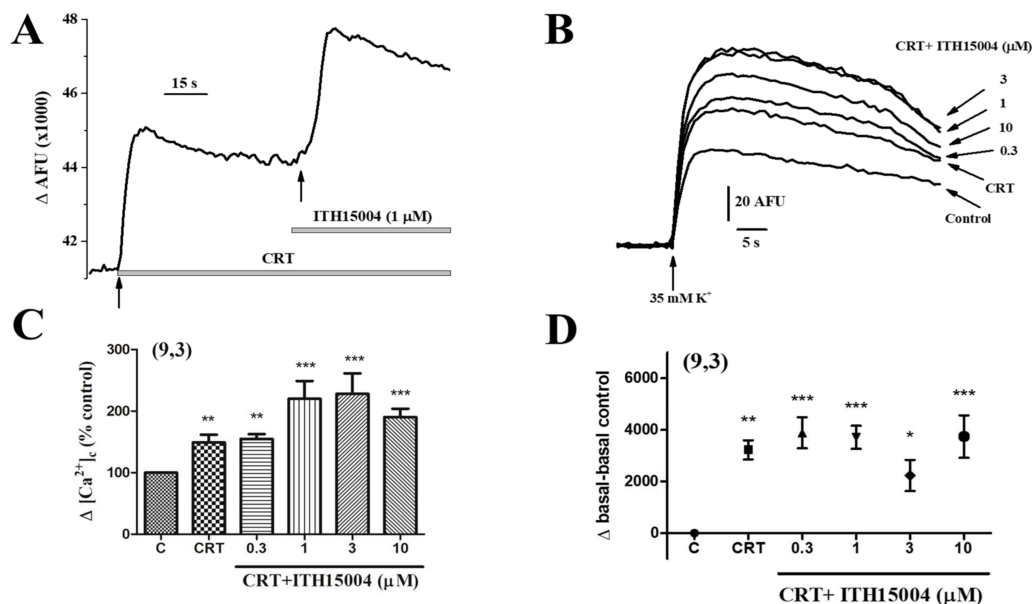 A
48
46
44
42
Δ AFU (x1000)
15 s
ITH15004 (1 μM)
CRT
B
CRT+ ITH15004 (μM)
3
1
10
0.3
CRT
Control
20 AFU
5 s
35 mM K⁺
C
(9,3)
300
200
100
0
Δ [Ca²⁺]c (% control)
**
**
***
***
***
C CRT 0.3 1 3 10
CRT+ITH15004 (μM)
D
(9,3)
6000
4000
2000
0
Δ basal-basal control
**
***
***
*
***
C CRT 0.3 1 3 10
CRT+ ITH15004 (μM)